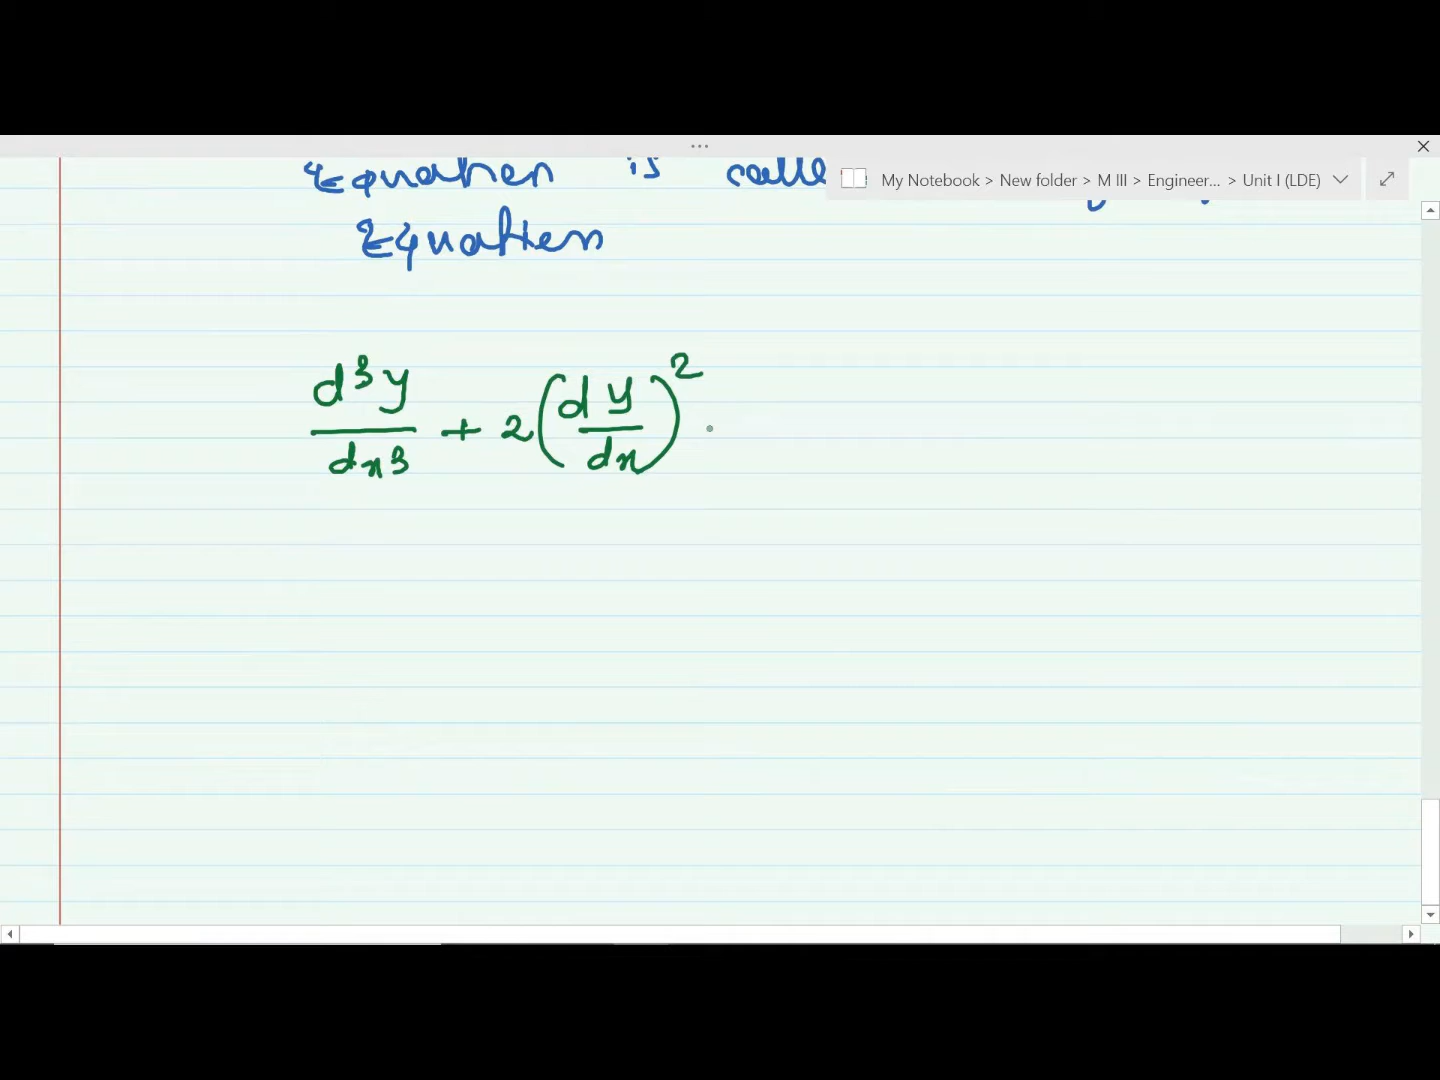 Equation is calle
My Notebook > New folder > M III > Engineer... > Unit I (LDE)
Equation
d³y/dx³ + 2(dy/dx)²